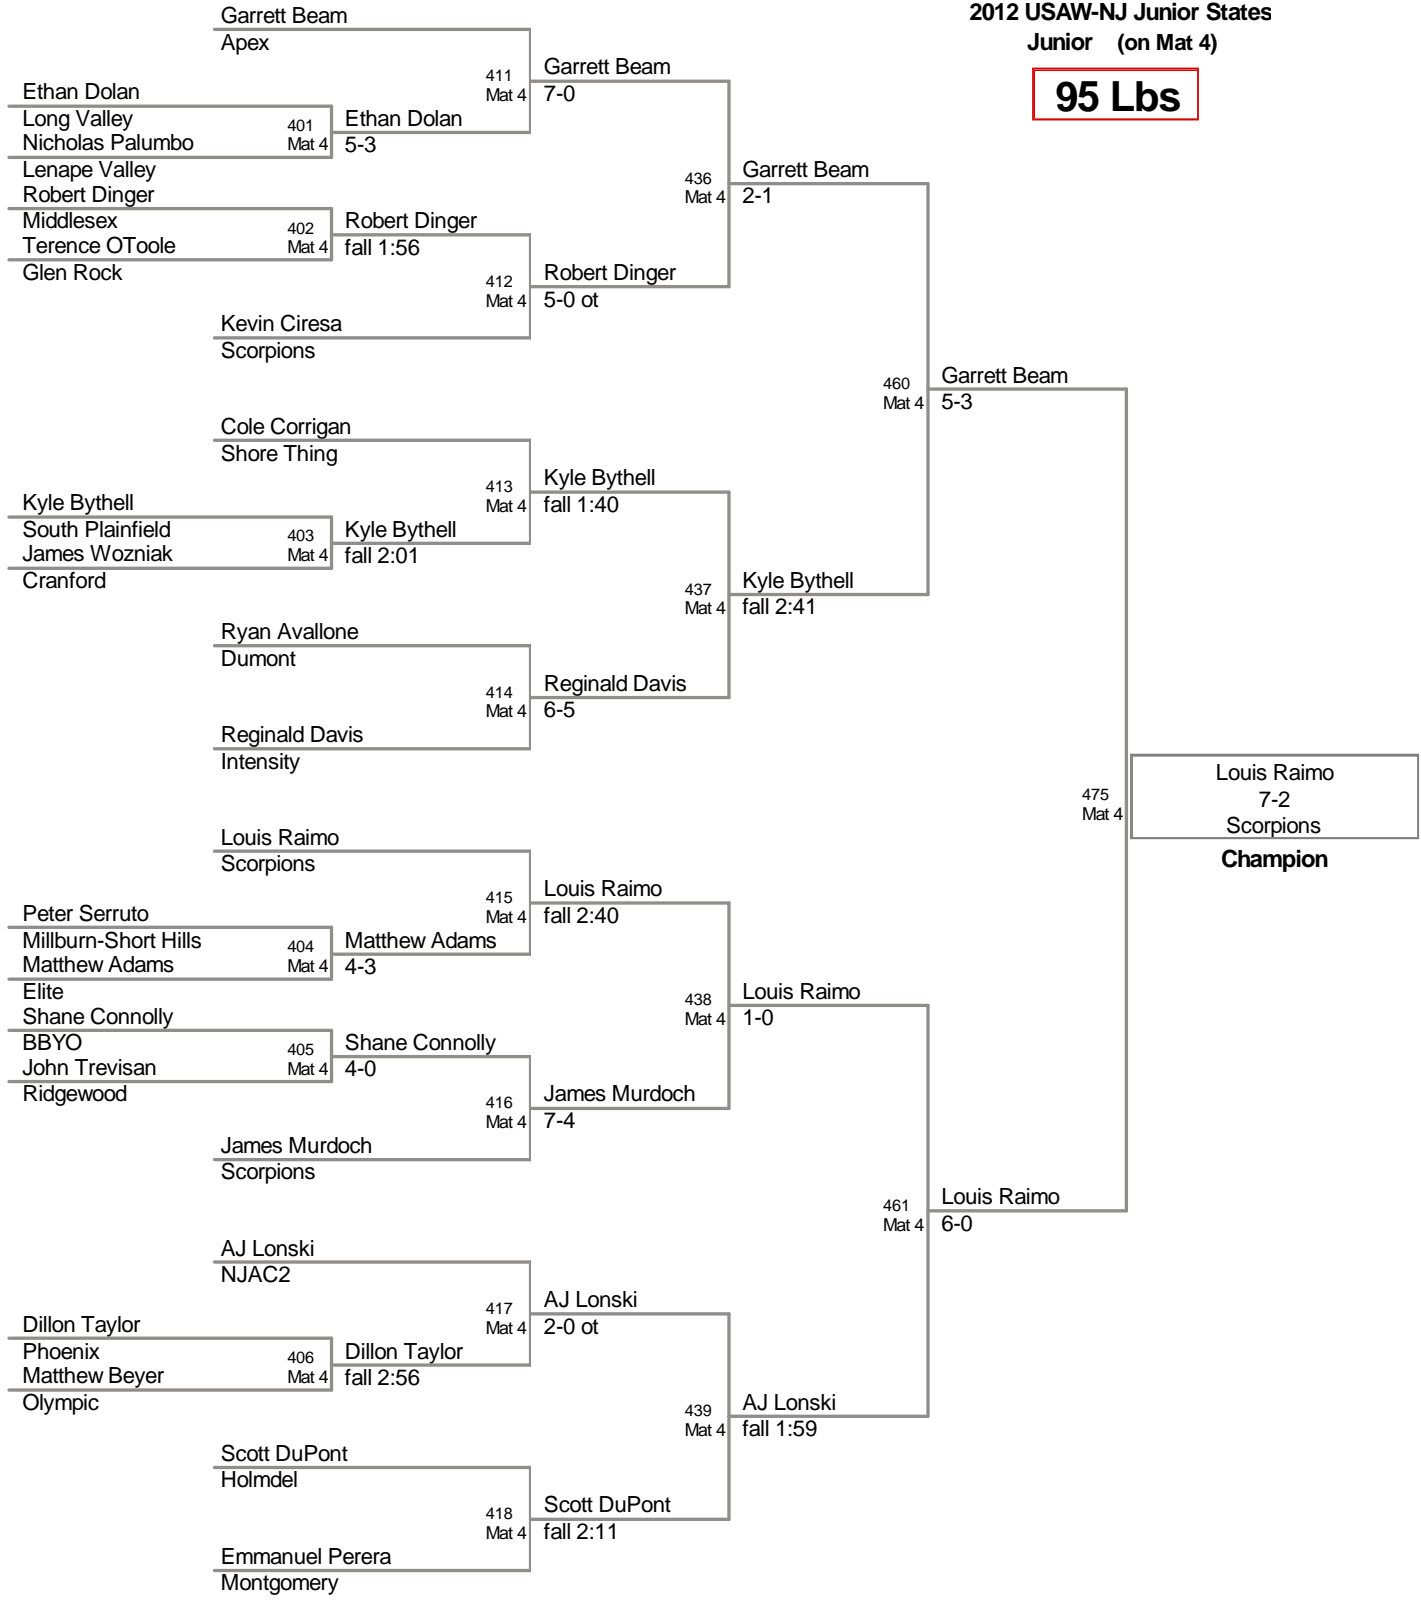 2012 USAW-NJ Junior States
Junior (on Mat 4)
95 Lbs
Garrett Beam
Apex
411
Mat 4
Garrett Beam
7-0
Ethan Dolan
Long Valley
Nicholas Palumbo
Lenape Valley
401
Mat 4
Ethan Dolan
5-3
Robert Dinger
Middlesex
Terence OToole
Glen Rock
402
Mat 4
Robert Dinger
fall 1:56
412
Mat 4
Robert Dinger
5-0 ot
Kevin Ciresa
Scorpions
436
Mat 4
Garrett Beam
2-1
Cole Corrigan
Shore Thing
413
Mat 4
Kyle Bythell
fall 1:40
Kyle Bythell
South Plainfield
James Wozniak
Cranford
403
Mat 4
Kyle Bythell
fall 2:01
437
Mat 4
Kyle Bythell
fall 2:41
Ryan Avallone
Dumont
414
Mat 4
Reginald Davis
6-5
Reginald Davis
Intensity
460
Mat 4
Garrett Beam
5-3
Louis Raimo
Scorpions
415
Mat 4
Louis Raimo
fall 2:40
Peter Serruto
Millburn-Short Hills
Matthew Adams
Elite
404
Mat 4
Matthew Adams
4-3
Shane Connolly
BBYO
John Trevisan
Ridgewood
405
Mat 4
Shane Connolly
4-0
416
Mat 4
James Murdoch
7-4
James Murdoch
Scorpions
438
Mat 4
Louis Raimo
1-0
AJ Lonski
NJAC2
417
Mat 4
AJ Lonski
2-0 ot
Dillon Taylor
Phoenix
Matthew Beyer
Olympic
406
Mat 4
Dillon Taylor
fall 2:56
439
Mat 4
AJ Lonski
fall 1:59
Scott DuPont
Holmdel
418
Mat 4
Scott DuPont
fall 2:11
Emmanuel Perera
Montgomery
461
Mat 4
Louis Raimo
6-0
475
Mat 4
Louis Raimo
7-2
Scorpions
Champion